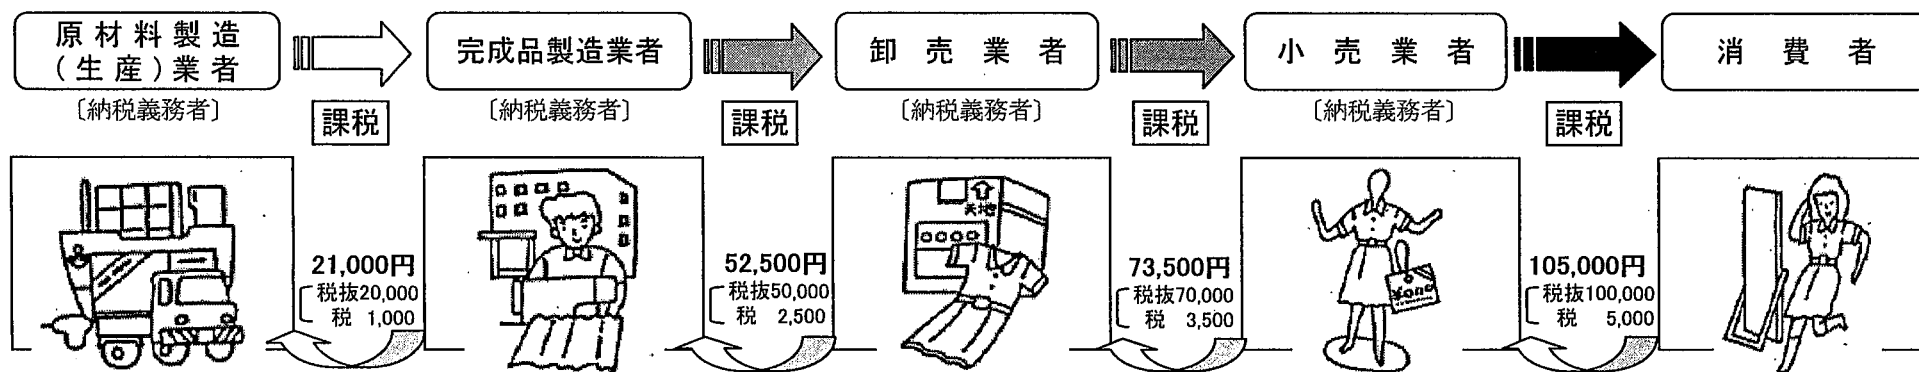 原材料製造
(生産)業者
完成品製造業者
卸売業者
小売業者
消費者
〔納税義務者〕
〔納税義務者〕
〔納税義務者〕
〔納税義務者〕
課税
課税
課税
課税
天地
21,000円
税抜20,000
税 1,000
52,500円
税抜50,000
税 2,500
73,500円
税抜70,000
税 3,500
105,000円
税抜100,000
税 5,000